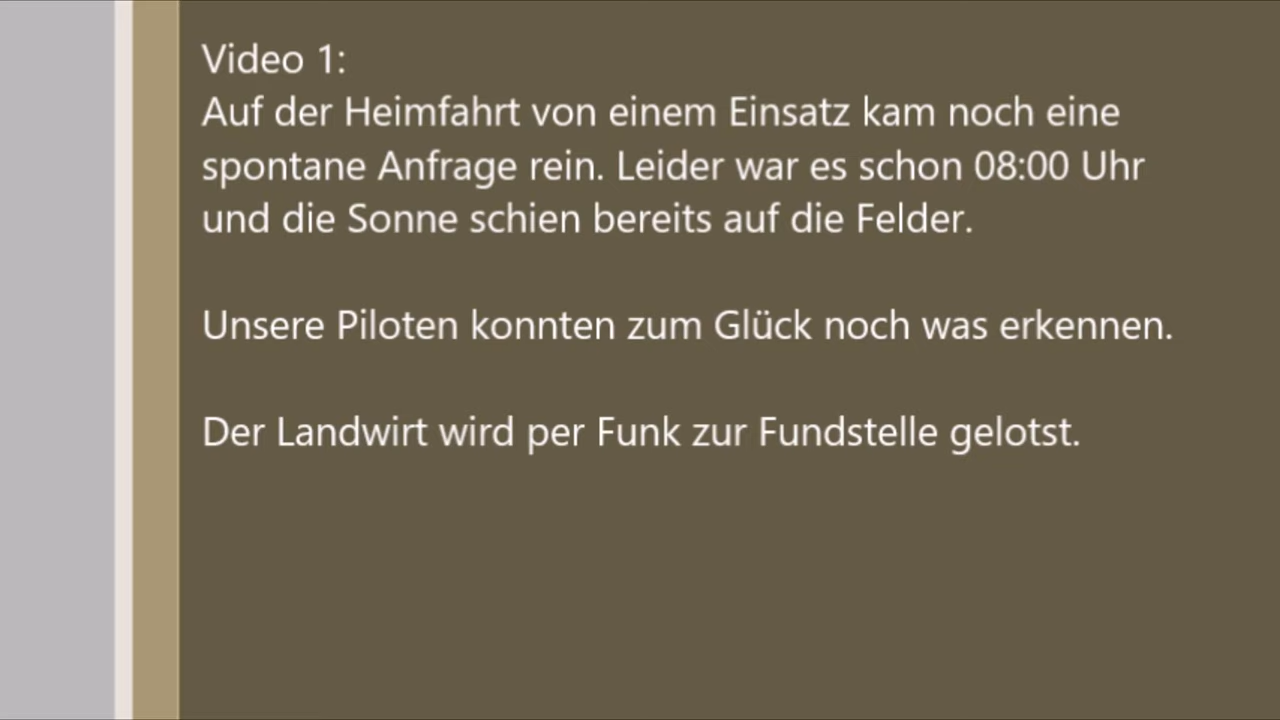 Video 1:
Auf der Heimfahrt von einem Einsatz kam noch eine
spontane Anfrage rein. Leider war es schon 08:00 Uhr
und die Sonne schien bereits auf die Felder.
Unsere Piloten konnten zum Glück noch was erkennen.
Der Landwirt wird per Funk zur Fundstelle gelotst.